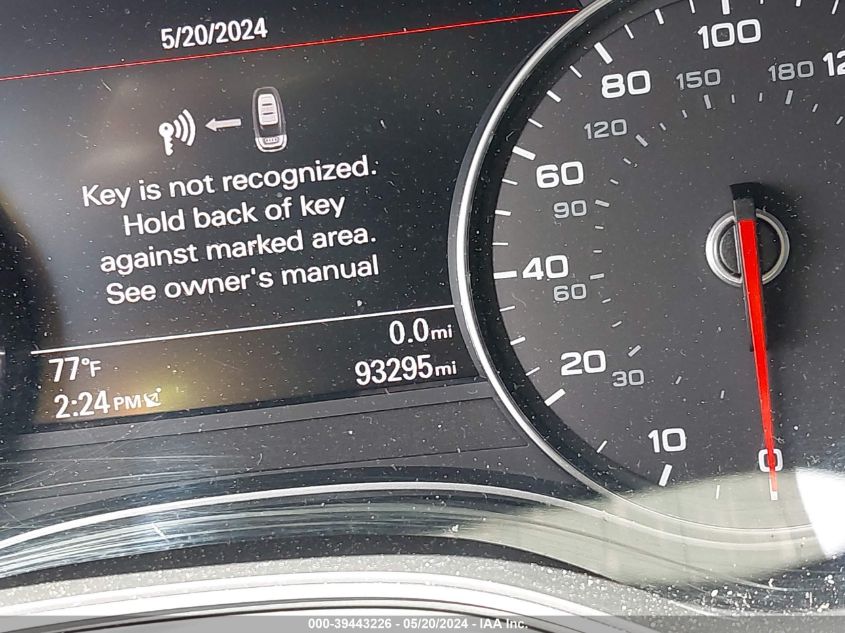 5/20/2024
Key is not recognized.
Hold back of key
against marked area.
See owner's manual
0.0mi
77°F
93295mi
2:24PM
0
10
20
30
40
60
60
90
80
120
100
150
180
000-39443226 - 05/20/2024 - IAA Inc.